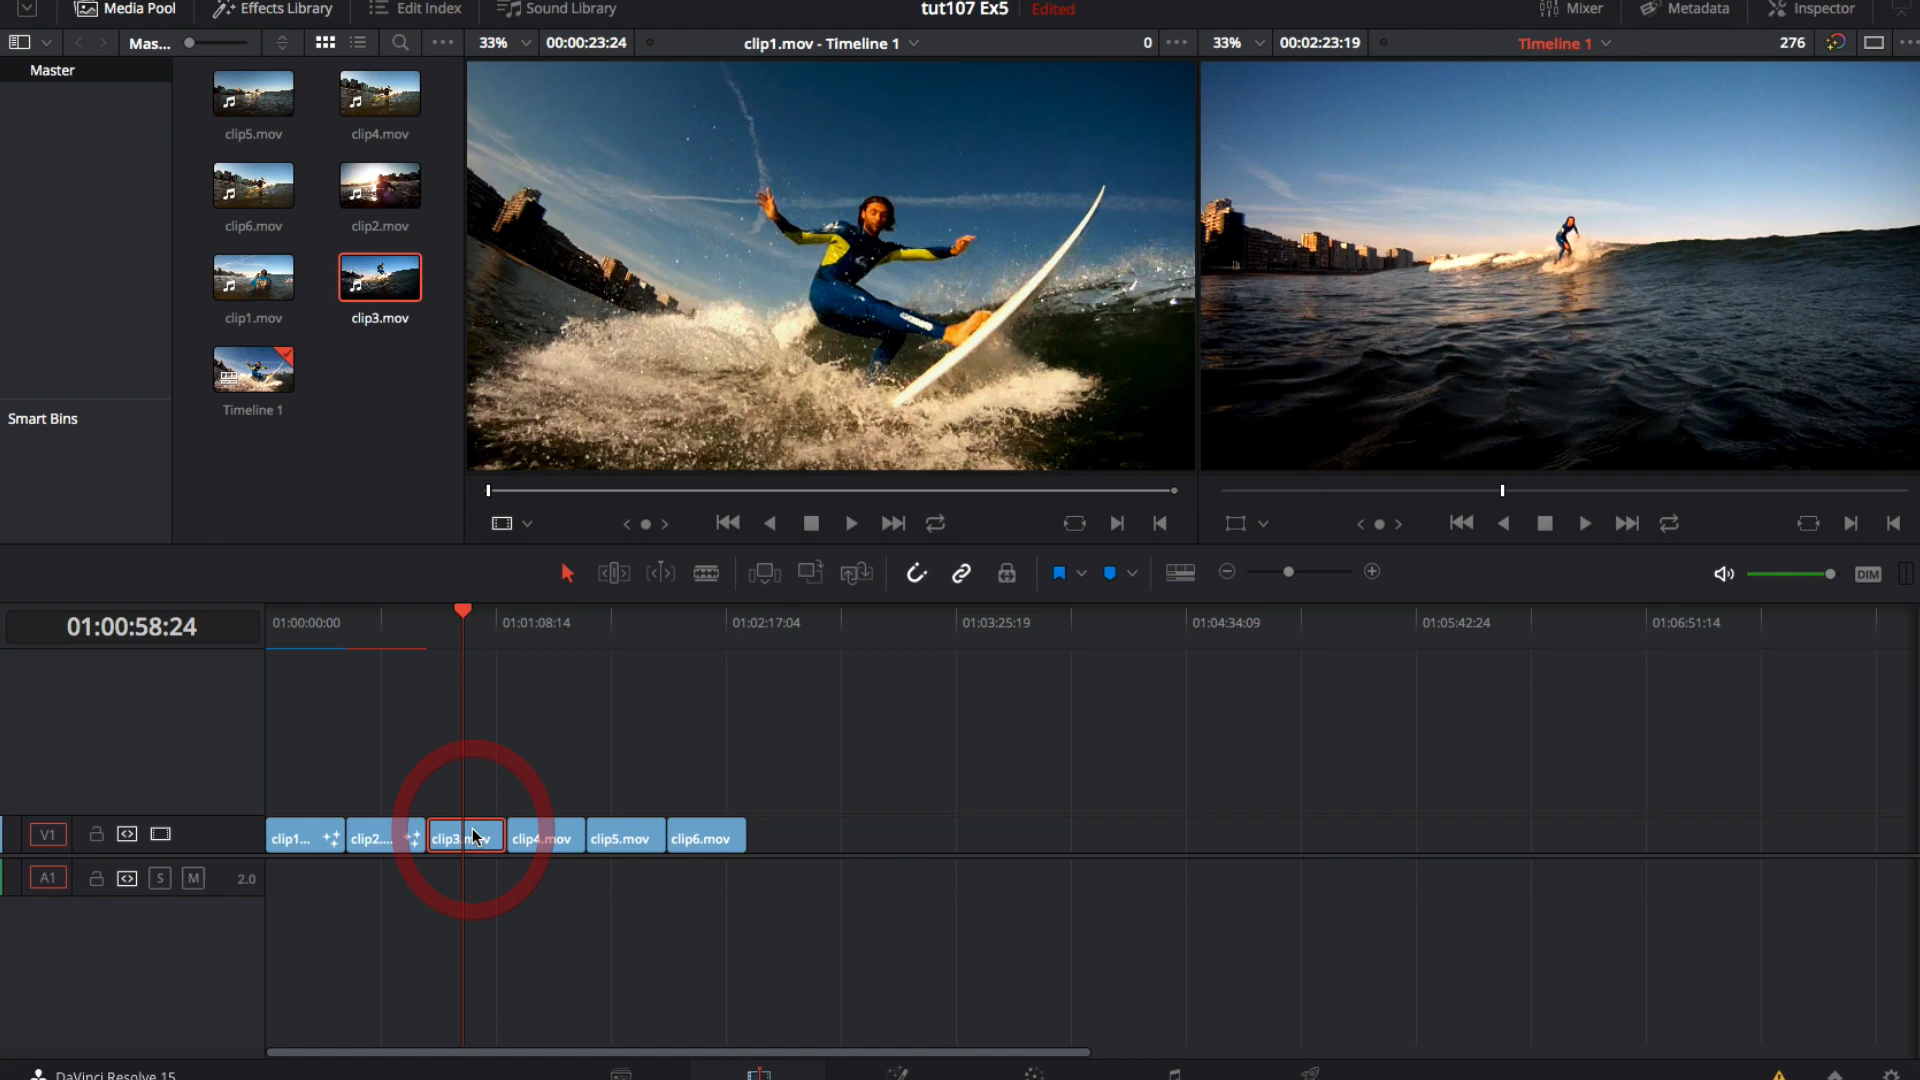 Media Pool Effects Library Edit Index Sound Library tut107 Ex5 Edited Mixer Metadata Inspector
Mas... 33% 00:00:23:24 clip1.mov - Timeline 1 0 33% 00:02:23:19 Timeline 1 276
Master
clip5.mov clip4.mov
clip6.mov clip2.mov
clip1.mov clip3.mov
Timeline 1
Smart Bins
DIM
01:00:58:24 01:00:00:00 01:01:08:14 01:02:17:04 01:03:25:19 01:04:34:09 01:05:42:24 01:06:51:14
V1 clip1... clip2.... clip3.mov clip4.mov clip5.mov clip6.mov
A1 S M 2.0
DaVinci Resolve 15